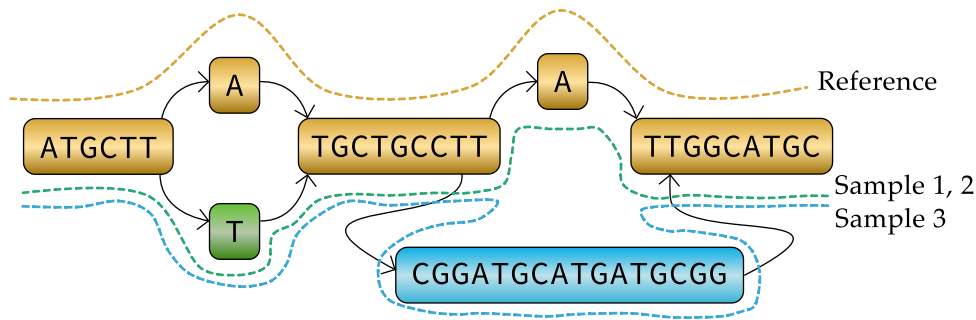 A
A
Reference
ATGCTT
TGCTGCCTT
TTGGCATGC
Sample 1, 2
Sample 3
T
CGGATGCATGATGCGG